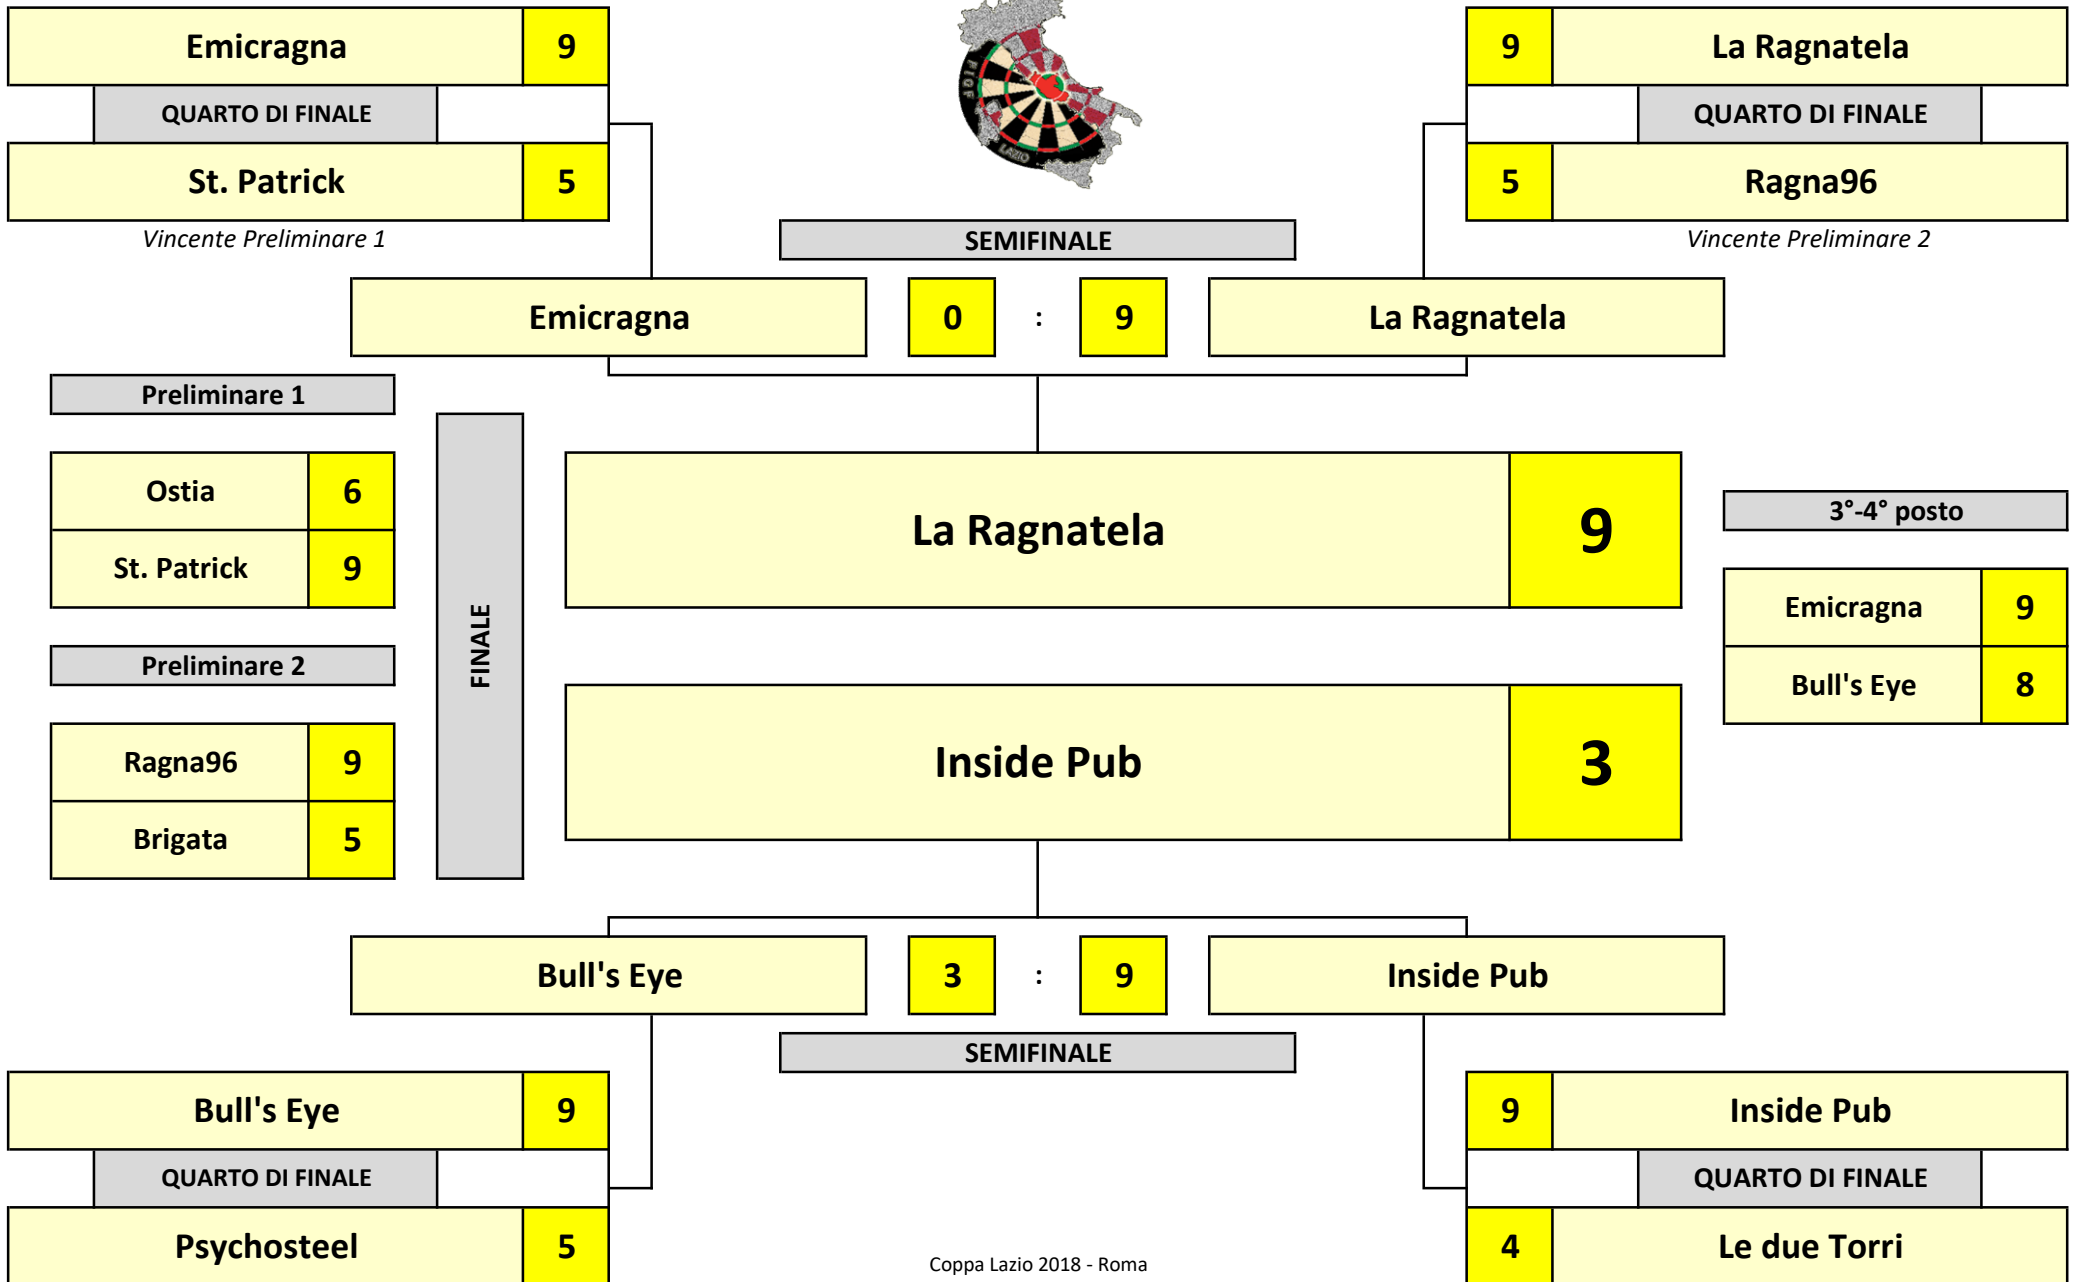 Emicragna 9
QUARTO DI FINALE
St. Patrick 5
Vincente Preliminare 1
FIGF
LAZIO
9 La Ragnatela
QUARTO DI FINALE
5 Ragna96
Vincente Preliminare 2
SEMIFINALE
Emicragna 0 : 9 La Ragnatela
Preliminare 1
Ostia 6
St. Patrick 9
Preliminare 2
Ragna96 9
Brigata 5
FINALE
La Ragnatela 9
Inside Pub 3
3°-4° posto
Emicragna 9
Bull's Eye 8
Bull's Eye 3 : 9 Inside Pub
SEMIFINALE
Bull's Eye 9
QUARTO DI FINALE
Psychosteel 5
9 Inside Pub
QUARTO DI FINALE
4 Le due Torri
Coppa Lazio 2018 - Roma